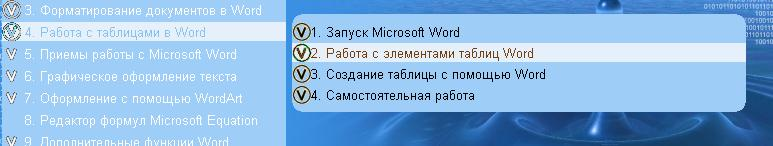 3. Форматирование документов в Word
4. Работа с таблицами в Word
5. Приемы работы с Microsoft Word
6. Графическое оформление текста
7. Оформление с помощью WordArt
8. Редактор формул Microsoft Equation
9. Дополнительные функции Word
1. Запуск Microsoft Word
2. Работа с элементами таблиц Word
3. Создание таблицы с помощью Word
4. Самостоятельная работа